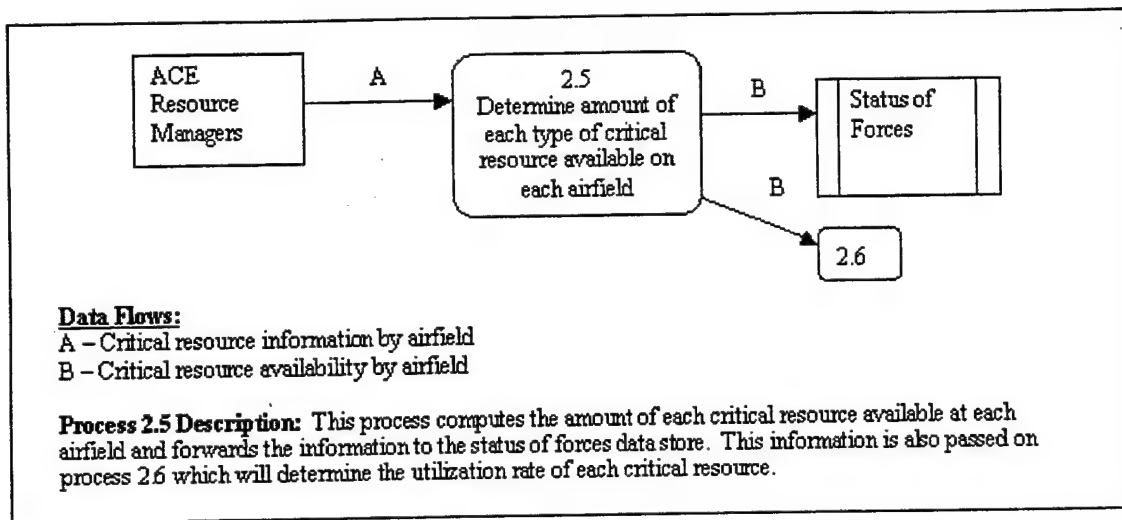 ACE
Resource
Managers
A
2.5
Determine amount of
each type of critical
resource available on
each airfield
B
Status of
Forces
B
2.6
Data Flows:
A – Critical resource information by airfield
B – Critical resource availability by airfield
Process 2.5 Description: This process computes the amount of each critical resource available at each
airfield and forwards the information to the status of forces data store. This information is also passed on
process 2.6 which will determine the utilization rate of each critical resource.